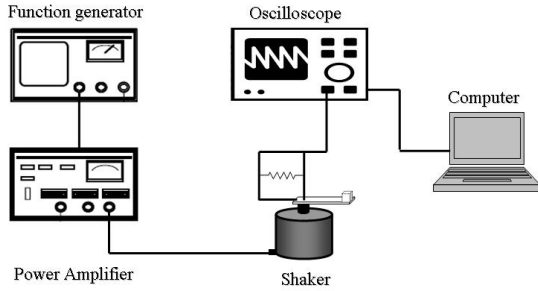 Function generator
Oscilloscope
Computer
Power Amplifier
Shaker